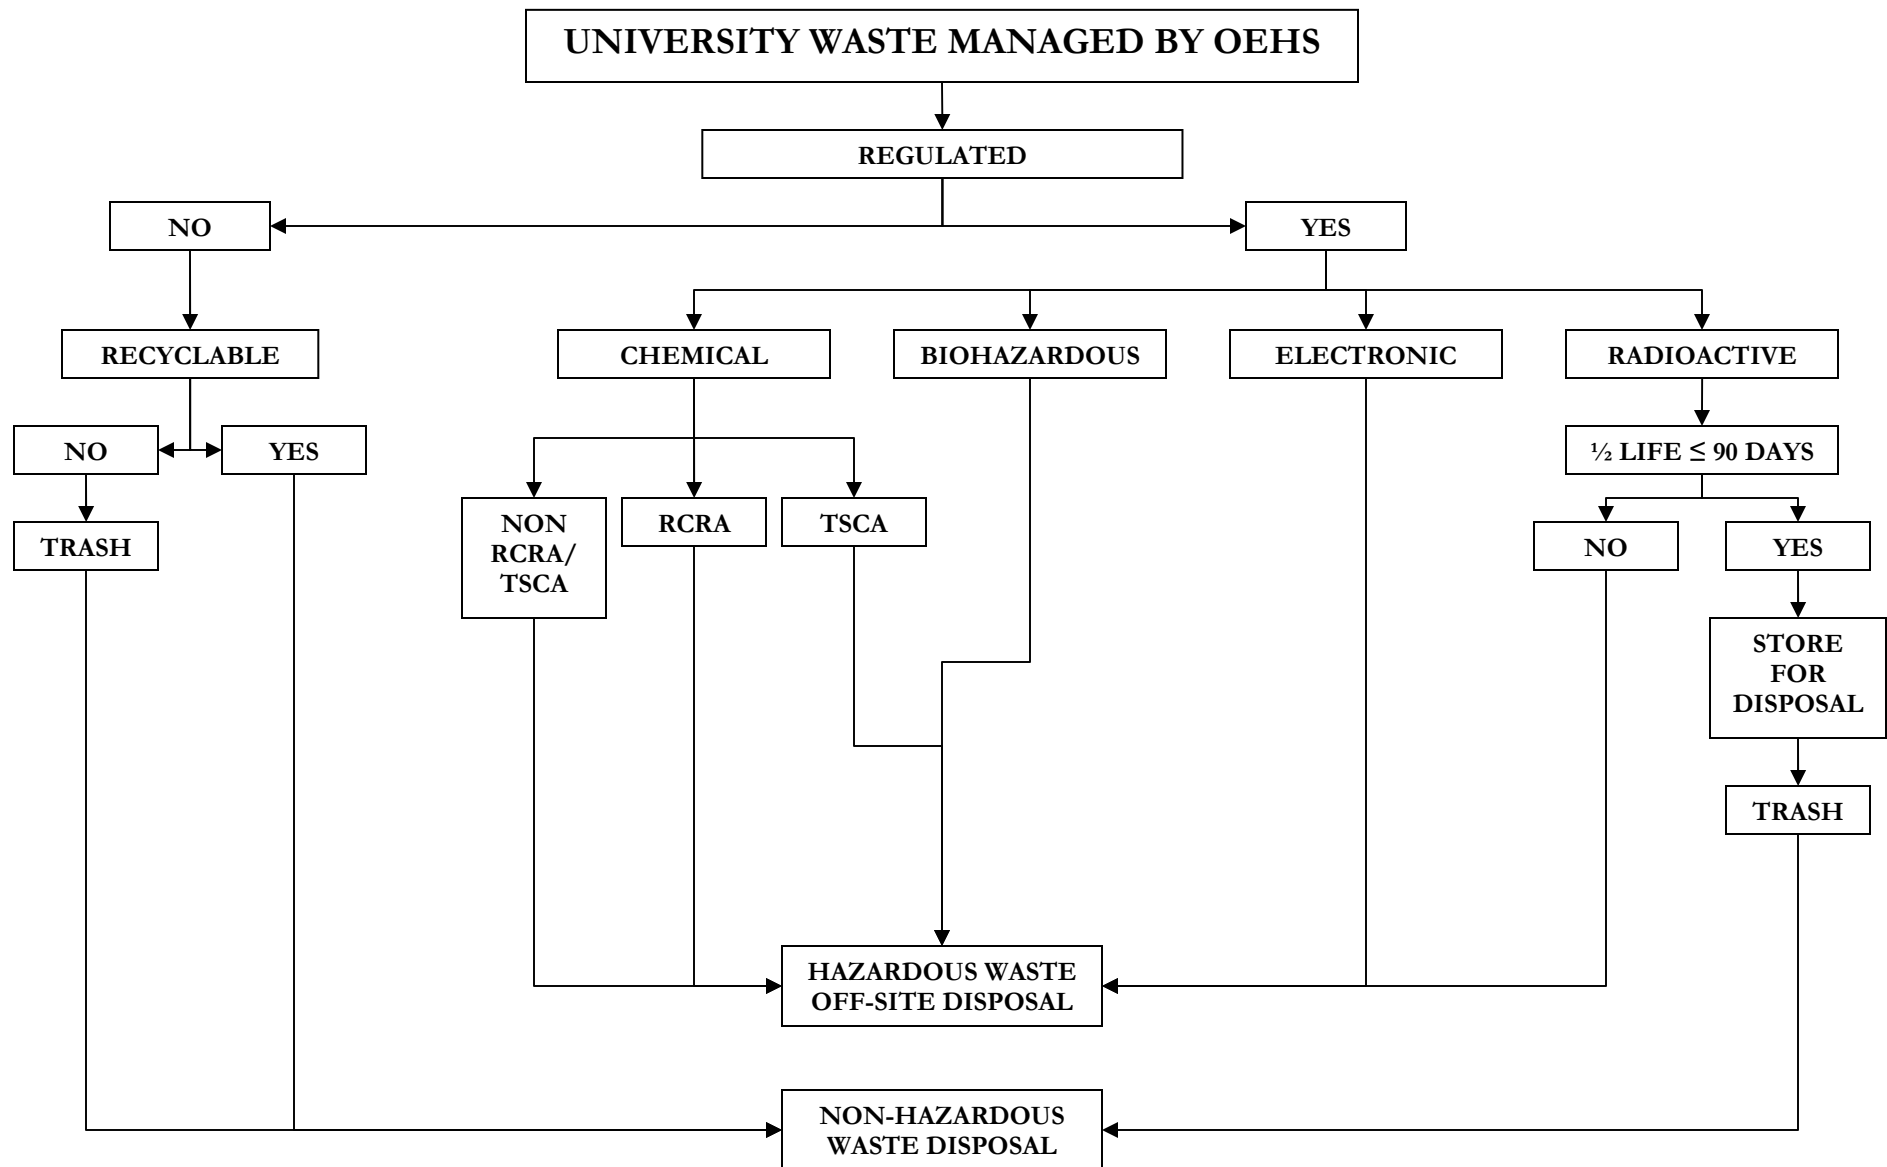 UNIVERSITY WASTE MANAGED BY OEHS
REGULATED
NO
YES
RECYCLABLE
CHEMICAL
BIOHAZARDOUS
ELECTRONIC
RADIOACTIVE
NO
YES
½ LIFE ≤ 90 DAYS
TRASH
NON
RCRA/
TSCA
RCRA
TSCA
NO
YES
STORE
FOR
DISPOSAL
TRASH
HAZARDOUS WASTE
OFF-SITE DISPOSAL
NON-HAZARDOUS
WASTE DISPOSAL